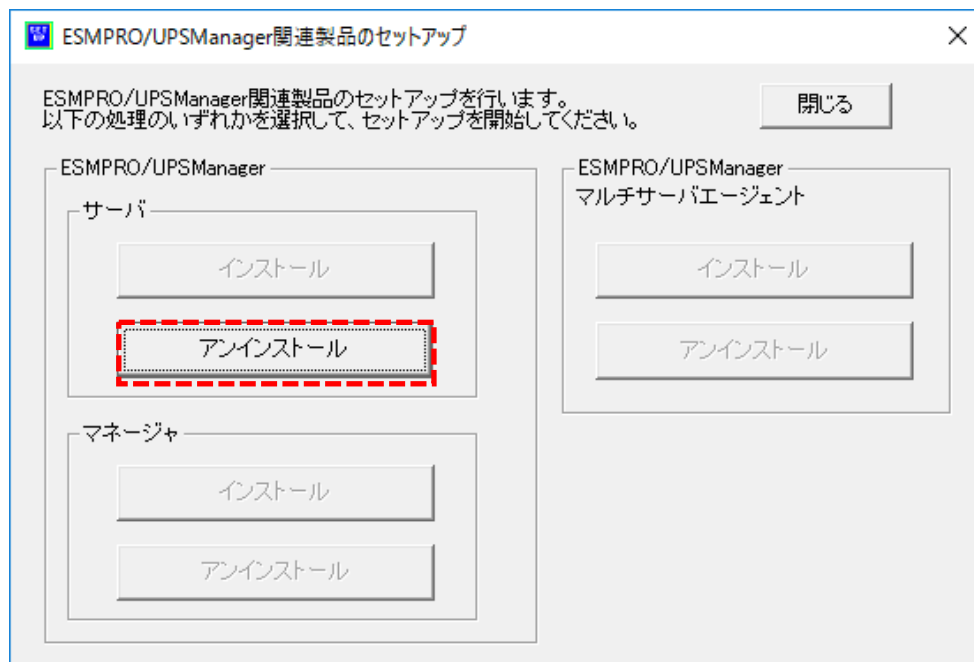 ESMPRO/UPSManager関連製品のセットアップ
ESMPRO/UPSManager関連製品のセットアップを行います。
以下の処理のいずれかを選択して、セットアップを開始してください。
閉じる
ESMPRO/UPSManager
サーバ
インストール
アンインストール
マネージャ
インストール
アンインストール
ESMPRO/UPSManager
マルチサーバエージェント
インストール
アンインストール